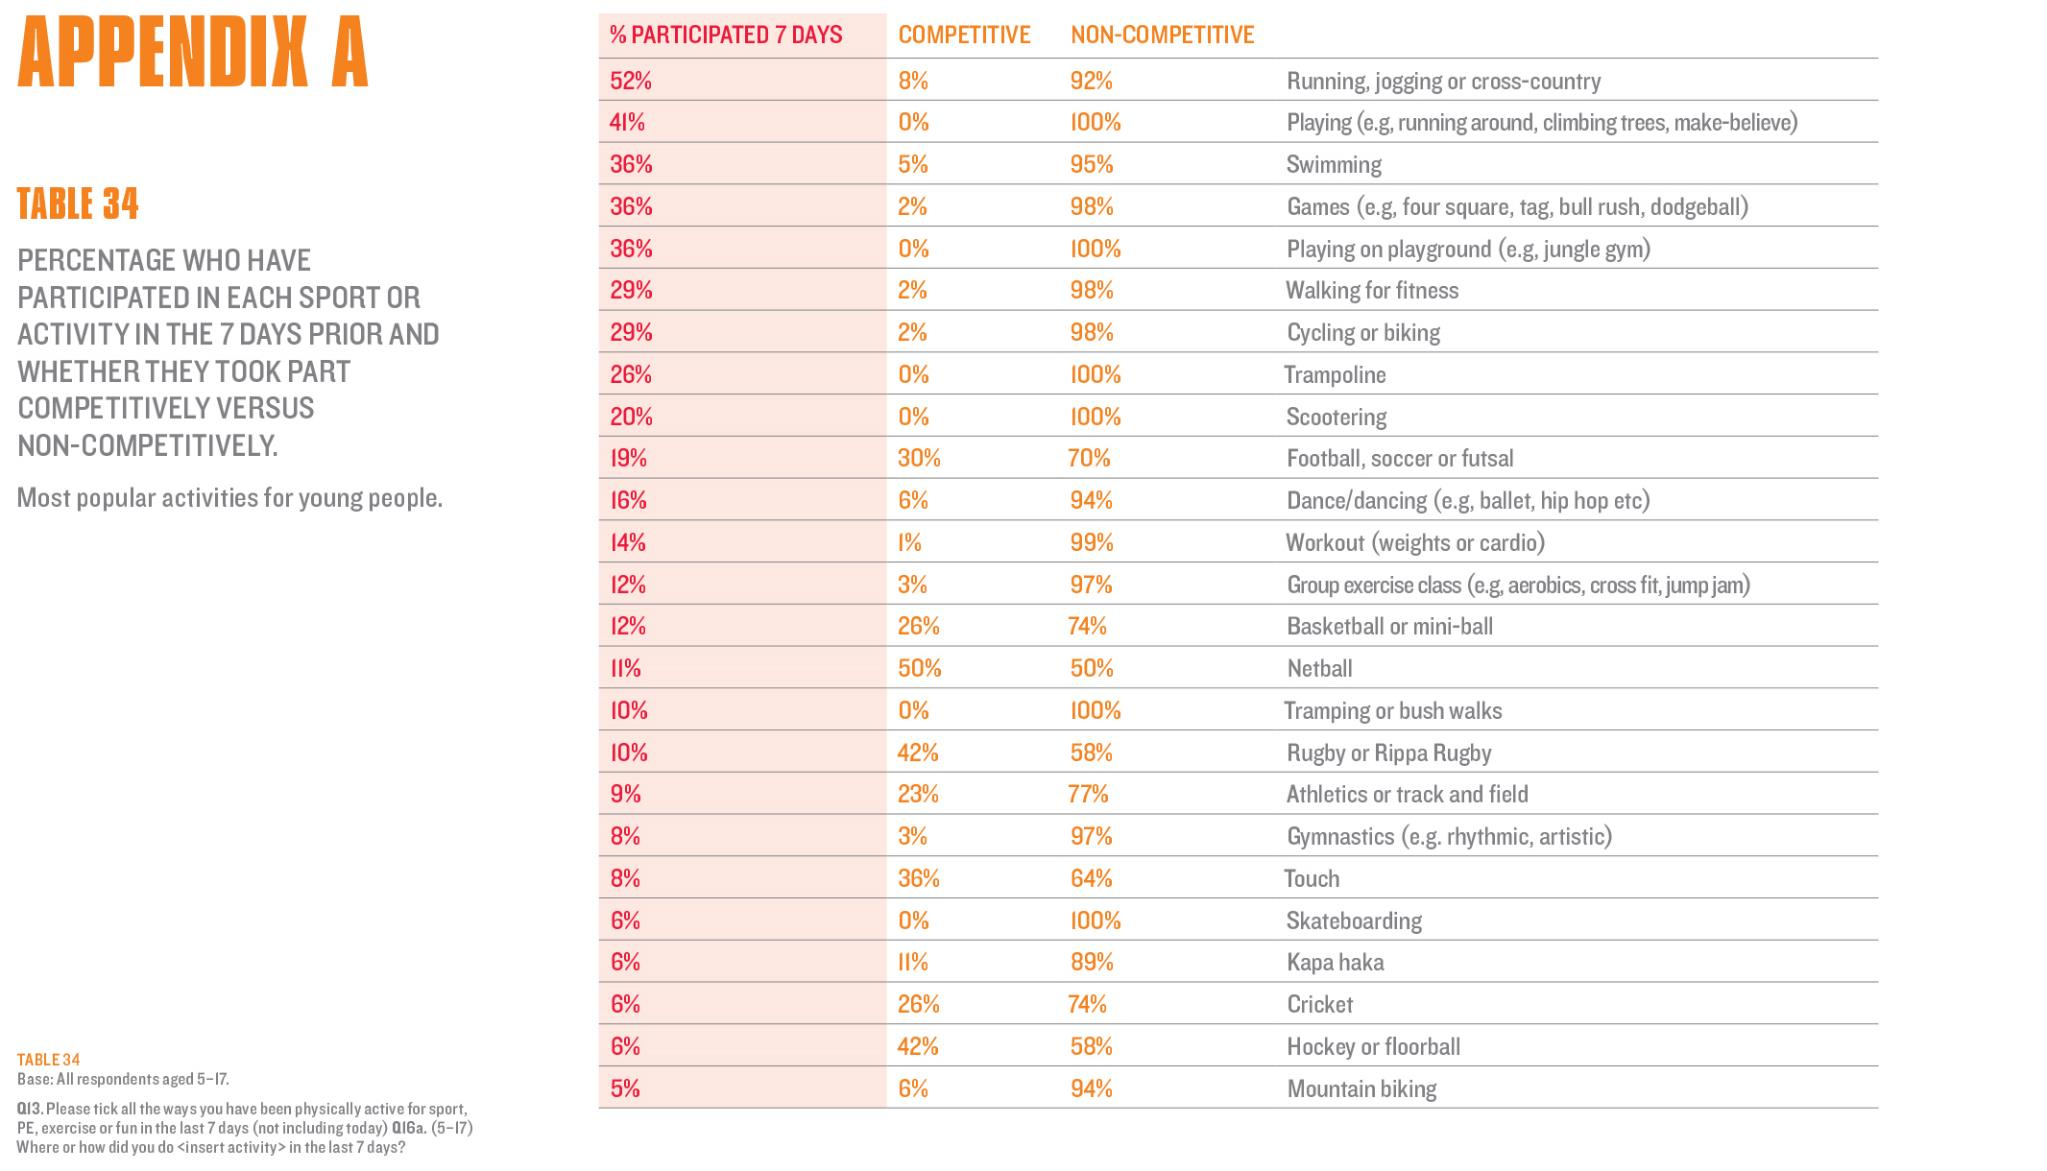 APPENDIX A
TABLE 34
PERCENTAGE WHO HAVE
PARTICIPATED IN EACH SPORT OR
ACTIVITY IN THE 7 DAYS PRIOR AND
WHETHER THEY TOOK PART
COMPETITIVELY VERSUS
NON-COMPETITIVELY.
Most popular activities for young people.
% PARTICIPATED 7 DAYS COMPETITIVE NON-COMPETITIVE
52% 8% 92% Running, jogging or cross-country
41% 0% 100% Playing (e.g, running around, climbing trees, make-believe)
36% 5% 95% Swimming
36% 2% 98% Games (e.g, four square, tag, bull rush, dodgeball)
36% 0% 100% Playing on playground (e.g, jungle gym)
29% 2% 98% Walking for fitness
29% 2% 98% Cycling or biking
26% 0% 100% Trampoline
20% 0% 100% Scootering
19% 30% 70% Football, soccer or futsal
16% 6% 94% Dance/dancing (e.g, ballet, hip hop etc)
14% 1% 99% Workout (weights or cardio)
12% 3% 97% Group exercise class (e.g, aerobics, cross fit, jump jam)
12% 26% 74% Basketball or mini-ball
11% 50% 50% Netball
10% 0% 100% Tramping or bush walks
10% 42% 58% Rugby or Rippa Rugby
9% 23% 77% Athletics or track and field
8% 3% 97% Gymnastics (e.g. rhythmic, artistic)
8% 36% 64% Touch
6% 0% 100% Skateboarding
6% 11% 89% Kapa haka
6% 26% 74% Cricket
6% 42% 58% Hockey or floorball
5% 6% 94% Mountain biking
TABLE 34
Base: All respondents aged 5–17.
Q13. Please tick all the ways you have been physically active for sport,
PE, exercise or fun in the last 7 days (not including today) Q16a. (5–17)
Where or how did you do <insert activity> in the last 7 days?